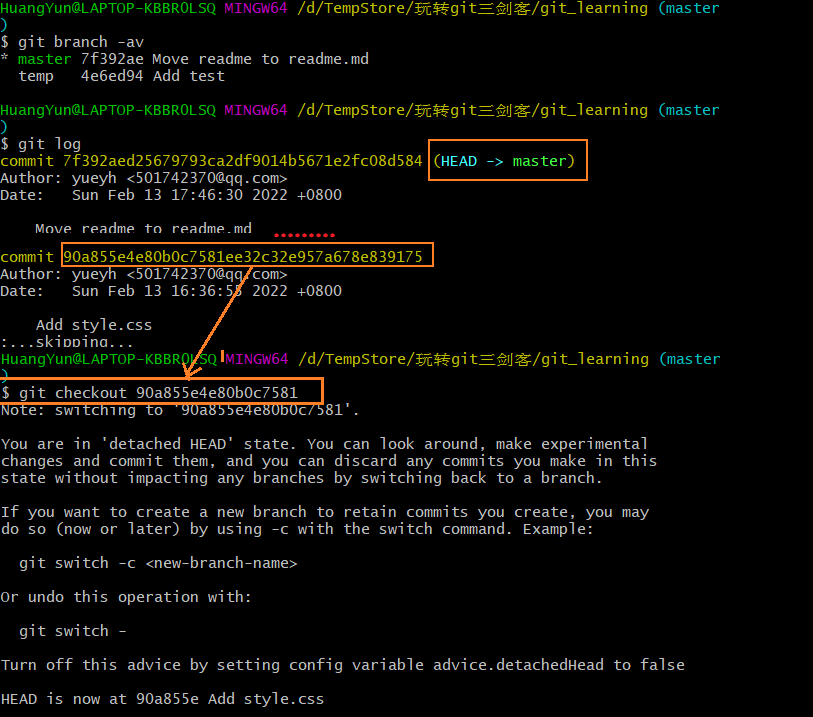 HuangYun@LAPTOP-KBBR0LSQ MINGW64 /d/TempStore/玩转git三剑客/git_learning (master
)
$ git branch -av
* master 7f392ae Move readme to readme.md
  temp   4e6ed94 Add test
HuangYun@LAPTOP-KBBR0LSQ MINGW64 /d/TempStore/玩转git三剑客/git_learning (master
)
$ git log
commit 7f392aed25679793ca2df9014b5671e2fc08d584 (HEAD -> master)
Author: yueyh <501742370@qq.com>
Date:   Sun Feb 13 17:46:30 2022 +0800
    Move readme to readme.md
commit 90a855e4e80b0c7581ee32c32e957a678e839175
Author: yueyh <501742370@qq.com>
Date:   Sun Feb 13 16:36:55 2022 +0800
    Add style.css
:...skipping...
HuangYun@LAPTOP-KBBR0LSQ MINGW64 /d/TempStore/玩转git三剑客/git_learning (master
)
$ git checkout 90a855e4e80b0c7581
Note: switching to '90a855e4e80b0c7581'.
You are in 'detached HEAD' state. You can look around, make experimental
changes and commit them, and you can discard any commits you make in this
state without impacting any branches by switching back to a branch.
If you want to create a new branch to retain commits you create, you may
do so (now or later) by using -c with the switch command. Example:
  git switch -c <new-branch-name>
Or undo this operation with:
  git switch -
Turn off this advice by setting config variable advice.detachedHead to false
HEAD is now at 90a855e Add style.css